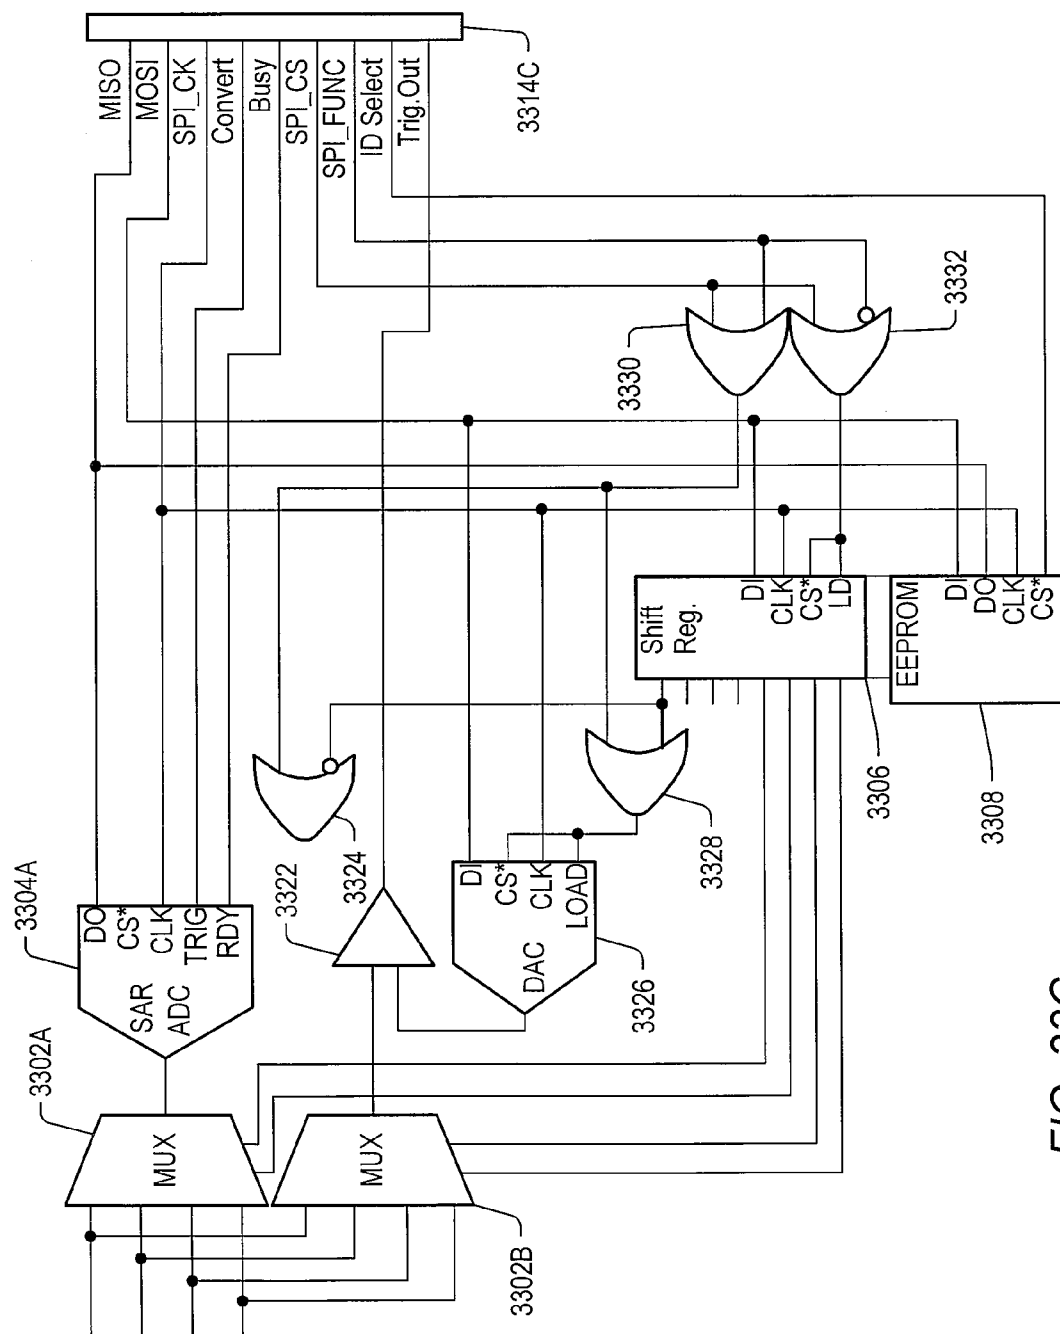 MISO
MOSI
SPI_CK
Convert
Busy
SPI_CS
SPI_FUNC
ID Select
Trig.Out
3314C
3330
3332
DI
CLK
CS*
LD
Shift
Reg.
3306
EEPROM
DI
DO
CLK
CS*
3308
3304A
DO
CS*
CLK
TRIG
RDY
SAR
ADC
3322
3324
DI
CS*
CLK
LOAD
DAC
3326
3328
3302A
MUX
MUX
3302B
FIG. 33C